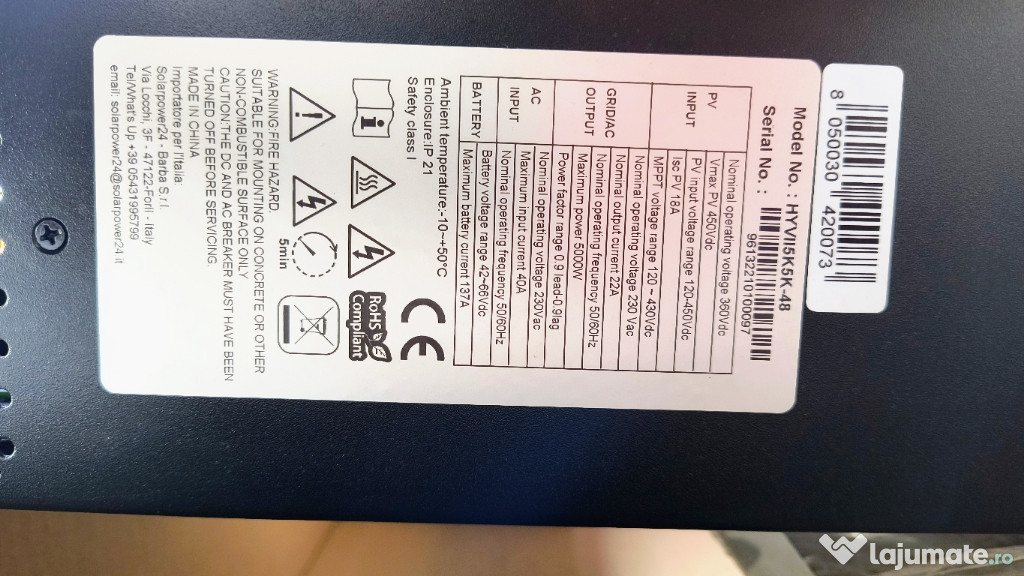 8 050030 420073
Model No. : HYVII5K5K-48
Serial No. :
96132210100097
PV INPUT
Nominal operating voltage 360Vdc
Vmax PV 450Vdc
PV input voltage range 120-450Vdc
Isc PV 18A
MPPT voltage range 120 ~ 430Vdc
GRID/AC OUTPUT
Nominal operating voltage 230Vac
Nominal output current 22A
Nominal operating frequency 50/60Hz
Maximum power 5000W
Power factor range 0.9 lead-0.9lag
AC INPUT
Nominal operating voltage 230Vac
Maximum input current 40A
Nominal operating frequency 50/60Hz
BATTERY
Battery voltage range 42~66Vdc
Maximum battery current 137A
Ambient temperature:-10~+50°C
Enclosure:IP 21
Safety class I
CE
RoHS
Compliant
5min
WARNING:FIRE HAZARD.
SUITABLE FOR MOUNTING ON CONCRETE OR OTHER
NON-COMBUSTIBLE SURFACE ONLY
CAUTION:THE DC AND AC BREAKER MUST HAVE BEEN
TURNED OFF BEFORE SERVICING.
MADE IN CHINA
Importatore per l'Italia:
Solarpower24 - Barba S.r.l.
Via Locchi, 3F - 47122-Forlì - Italy
Tel/What's Up +39 05431995799
email: solarpower24@solarpower24.it
lajumate.ro